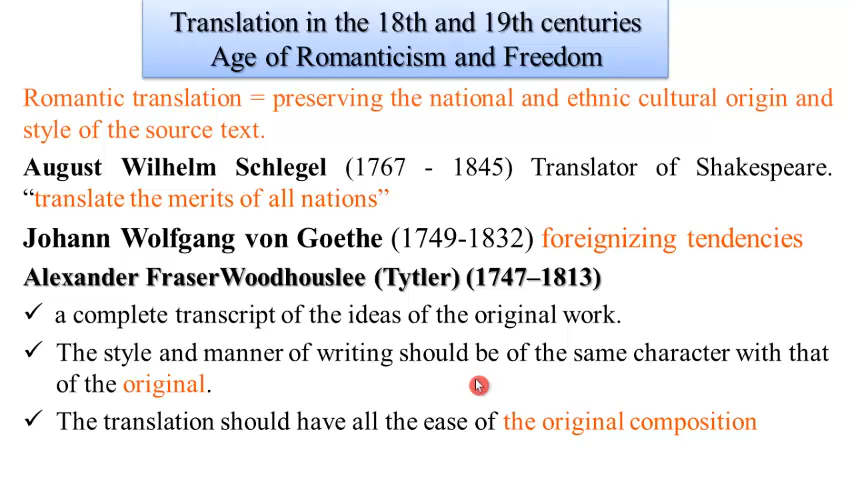 Translation in the 18th and 19th centuries
Age of Romanticism and Freedom
Romantic translation = preserving the national and ethnic cultural origin and
style of the source text.
August Wilhelm Schlegel (1767 - 1845) Translator of Shakespeare.
“translate the merits of all nations”
Johann Wolfgang von Goethe (1749-1832) foreignizing tendencies
Alexander FraserWoodhouslee (Tytler) (1747–1813)
✓ a complete transcript of the ideas of the original work.
✓ The style and manner of writing should be of the same character with that
of the original.
✓ The translation should have all the ease of the original composition